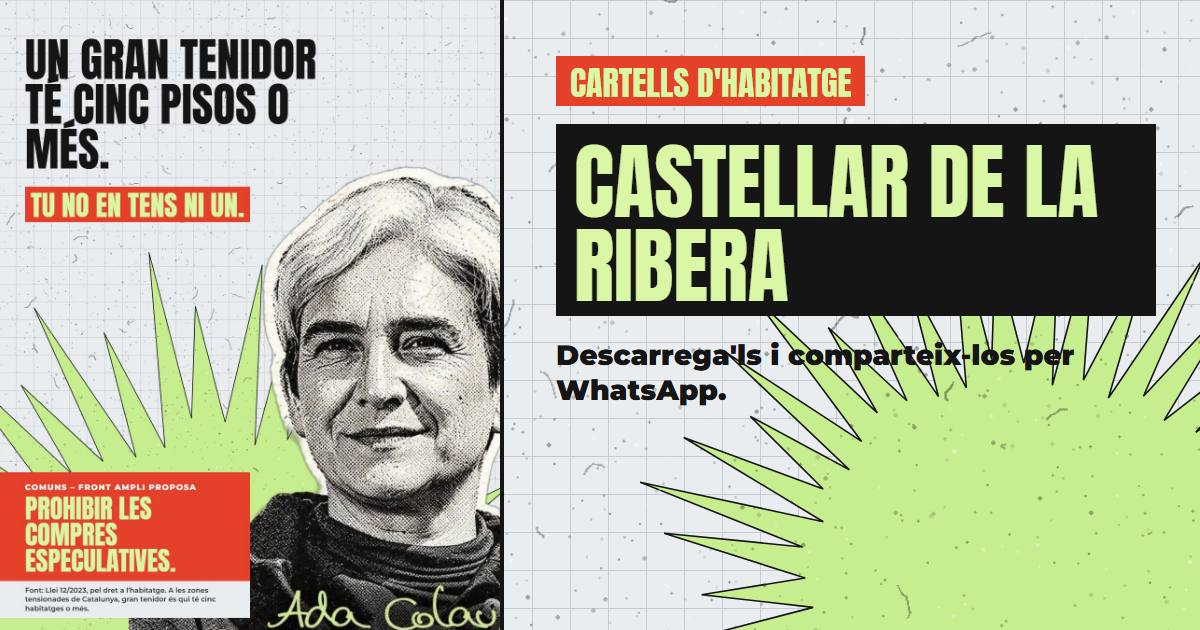 UN GRAN TENIDOR
TÉ CINC PISOS O
MÉS.
TU NO EN TENS NI UN.
COMUNS – FRONT AMPLI PROPOSA
PROHIBIR LES
COMPRES
ESPECULATIVES.
Font: Llei 12/2023, pel dret a l'habitatge. A les zones
tensionades de Catalunya, gran tenidor és qui té cinc
habitatges o més.
Ada Colau
CARTELLS D'HABITATGE
CASTELLAR DE LA
RIBERA
Descarrega'ls i comparteix-los per
WhatsApp.